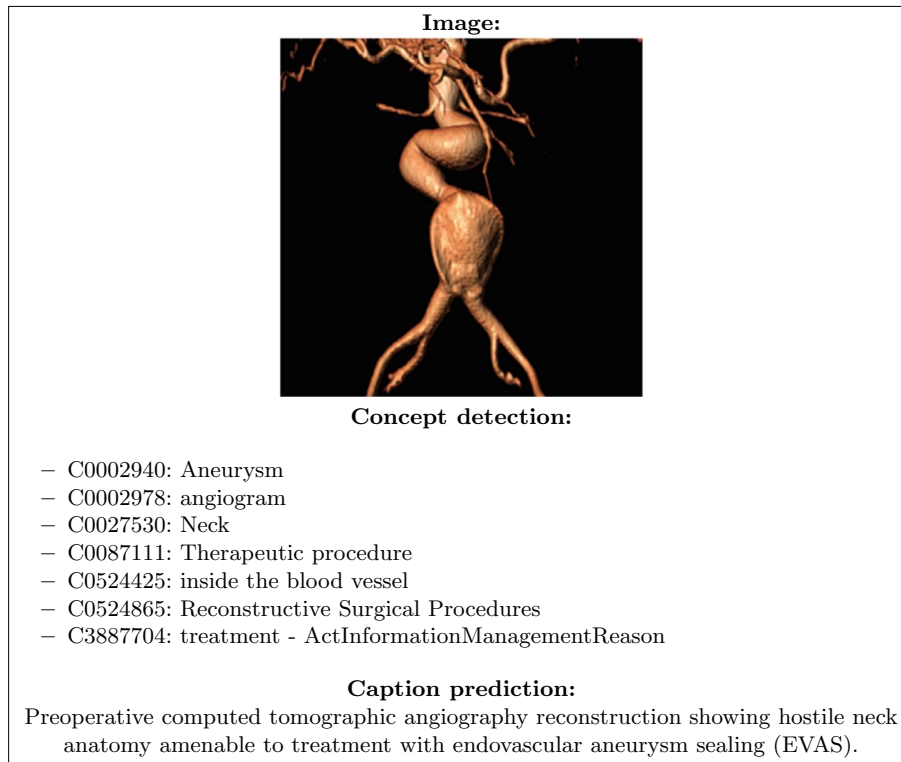 Image:
Concept detection:
– C0002940: Aneurysm
– C0002978: angiogram
– C0027530: Neck
– C0087111: Therapeutic procedure
– C0524425: inside the blood vessel
– C0524865: Reconstructive Surgical Procedures
– C3887704: treatment - ActInformationManagementReason
Caption prediction:
Preoperative computed tomographic angiography reconstruction showing hostile neck
anatomy amenable to treatment with endovascular aneurysm sealing (EVAS).